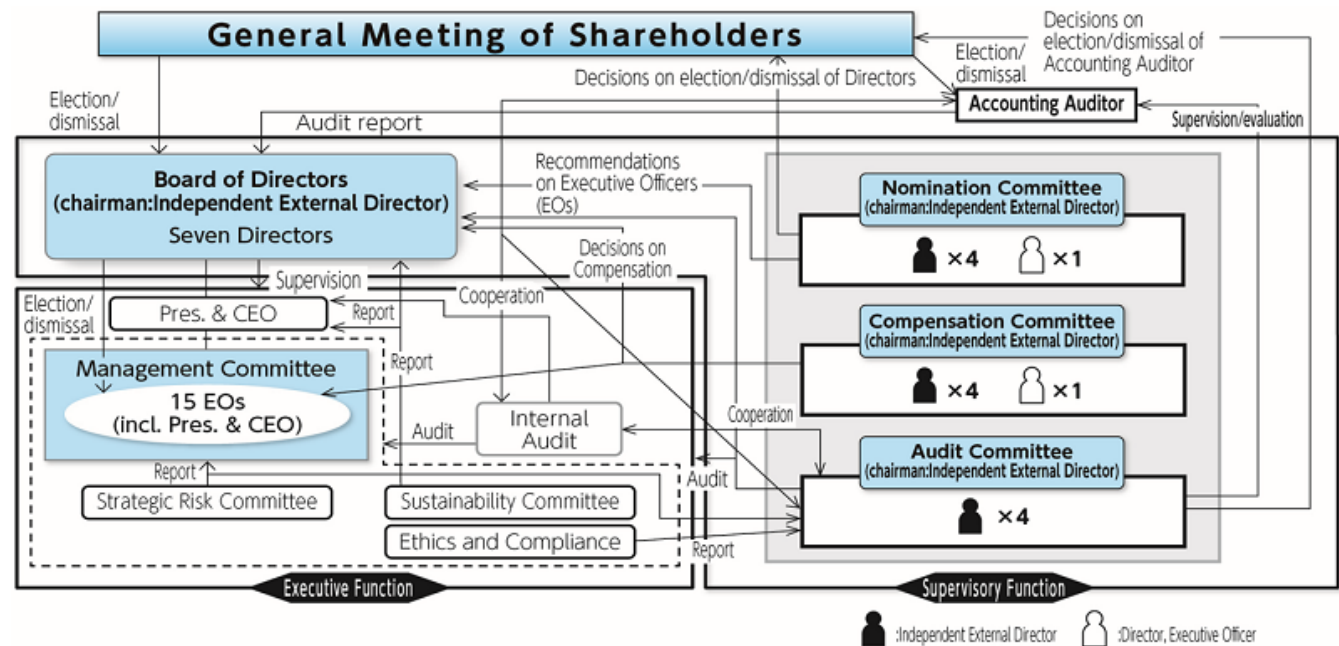 General Meeting of Shareholders
Decisions on
election/dismissal of
Accounting Auditor
Election/
dismissal
Decisions on election/dismissal of Directors
Accounting Auditor
Election/
dismissal
Audit report
Supervision/evaluation
Board of Directors
(chairman:Independent External Director)
Seven Directors
Recommendations
on Executive Officers
(EOs)
Nomination Committee
(chairman:Independent External Director)
×4
×1
Decisions on
Compensation
Supervision
Election/
dismissal
Pres. & CEO
Report
Cooperation
Compensation Committee
(chairman:Independent External Director)
×4
×1
Report
Management Committee
15 EOs
(incl. Pres. & CEO)
Internal
Audit
Audit
Cooperation
Audit Committee
(chairman:Independent External Director)
×4
Report
Audit
Strategic Risk Committee
Sustainability Committee
Ethics and Compliance
Report
Executive Function
Supervisory Function
:Independent External Director
:Director, Executive Officer